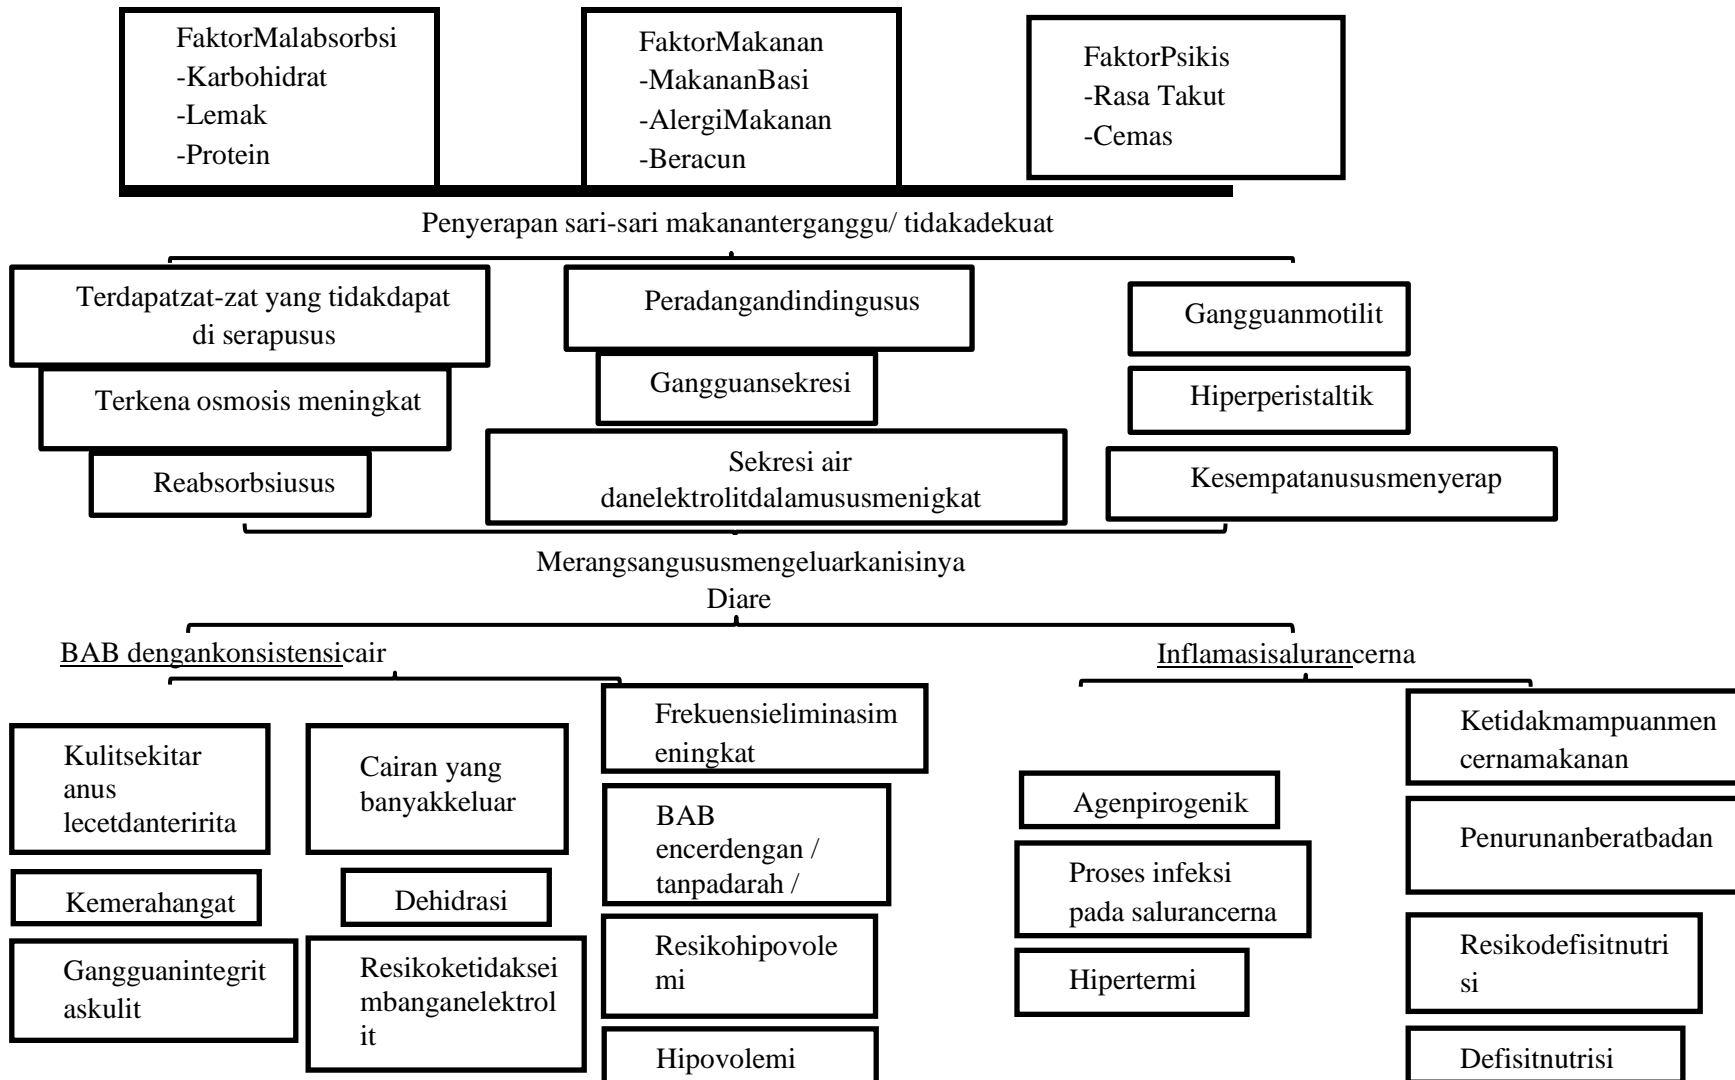 FaktorMalabsorbsi
-Karbohidrat
-Lemak
-Protein
FaktorMakanan
-MakananBasi
-AlergiMakanan
-Beracun
FaktorPsikis
-Rasa Takut
-Cemas
Penyerapan sari-sari makananterganggu/ tidakadekuat
Terdapatzat-zat yang tidakdapat
di serapusus
Peradangandindingusus
Gangguanmotilit
Terkena osmosis meningkat
Gangguansekresi
Hiperperistaltik
Reabsorbsiusus
Sekresi air
danelektrolitdalamususmenigkat
Kesempatanususmenyerap
Merangsangususmengeluarkanisinya
Diare
BAB dengankonsistensicair
Inflamasisalurancerna
Kulitsekitar
anus
lecetdanteririta
Kemerahangat
Gangguanintegrit
askulit
Cairan yang
banyakkeluar
Dehidrasi
Resikoketidaksei
mbanganelektrol
it
Frekuensieliminasim
eningkat
BAB
encerdengan /
tanpadarah /
Resikohipovole
mi
Hipovolemi
Agenpirogenik
Proses infeksi
pada salurancerna
Hipertermi
Ketidakmampuanmen
cernamakanan
Penurunanberatbadan
Resikodefisitnutri
si
Defisitnutrisi